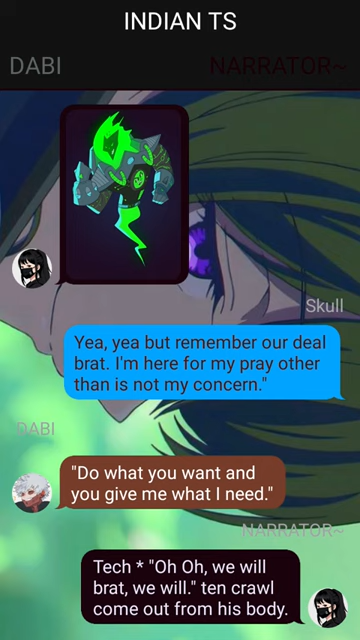 INDIAN TS
DABI
NARRATOR~
Skull
Yea, yea but remember our deal
brat. I'm here for my pray other
than is not my concern."
DABI
"Do what you want and
you give me what I need."
NARRATOR~
Tech * "Oh Oh, we will
brat, we will." ten crawl
come out from his body.